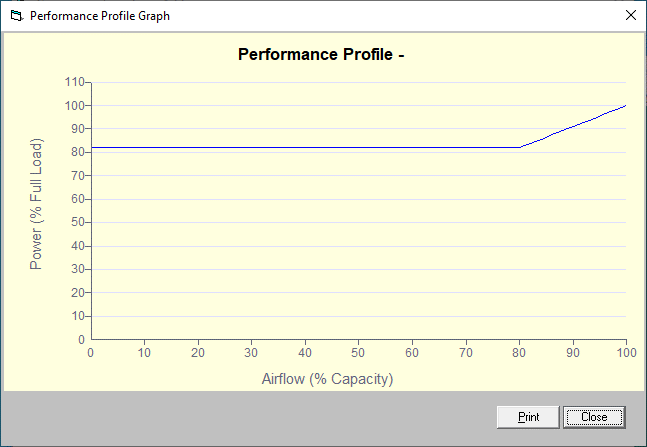 Performance Profile Graph
Performance Profile -
Power (% Full Load)
110
100
90
80
70
60
50
40
30
20
10
0
0 10 20 30 40 50 60 70 80 90 100
Airflow (% Capacity)
Print Close